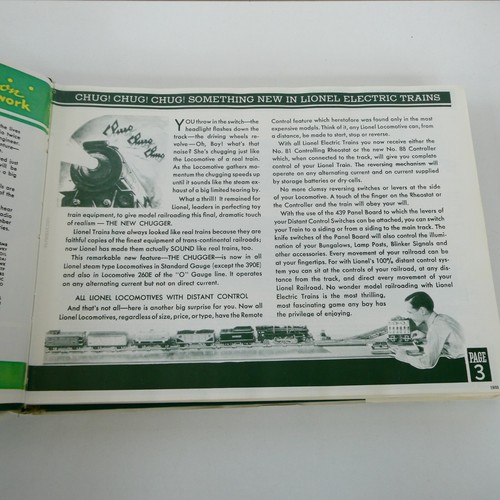 on
work
CHUG! CHUG! CHUG! SOMETHING NEW IN LIONEL ELECTRIC TRAINS
Chug
Chug
Chug
YOU throw in the switch—the
headlight flashes down the
track—the driving wheels re-
volve—Oh, Boy! what's that
noise? She's chugging just like
the Locomotive of a real train.
As the Locomotive gathers mo-
mentum the chugging speeds up
until it sounds like the steam ex-
haust of a big limited tearing by.
What a thrill! It remained for
Lionel, leaders in perfecting toy
train equipment, to give model railroading this final, dramatic touch
of realism - THE NEW CHUGGER.
Lionel Trains have always looked like real trains because they are
faithful copies of the finest equipment of trans-continental railroads;
now Lionel has made them actually SOUND like real trains, too.
This remarkable new feature—THE CHUGGER—is now in all
Lionel steam type Locomotives in Standard Gauge (except the 390E)
and also in Locomotive 260E of the "O" Gauge line. It operates
on any alternating current but not on direct current.
ALL LIONEL LOCOMOTIVES WITH DISTANT CONTROL
And that's not all—here is another big surprise for you. Now all
Lionel Locomotives, regardless of size, price, or type, have the Remote
Control feature which heretofore was found only in the most
expensive models. Think of it; any Lionel Locomotive can, from
a distance, be made to start, stop or reverse.
With all Lionel Electric Trains you now receive either the
No. 81 Controlling Rheostat or the new No. 88 Controller
which, when connected to the track, will give you complete
control of your Lionel Train. The reversing mechanism will
operate on any alternating current and on current supplied
by storage batteries or dry cells.
No more clumsy reversing switches or levers at the side
of your Locomotive. A touch of the finger on the Rheostat or
the Controller and the train will obey your will.
With the use of the 439 Panel Board to which the levers of
your Distant Control Switches can be attached, you can switch
your Train to a siding or from a siding to the main track. The
knife switches of the Panel Board will also control the illumin-
ation of your Bungalows, Lamp Posts, Blinker Signals and
other accessories. Every movement of your railroad can be
at your fingertips. For with Lionel's 100% distant control sys-
tem you can sit at the controls of your railroad, at any dis-
tance from the track, and direct every movement of your
Lionel Railroad. No wonder model railroading with Lionel
Electric Trains is the most thrilling,
most fascinating game any boy has
the privilege of enjoying.
PAGE
3